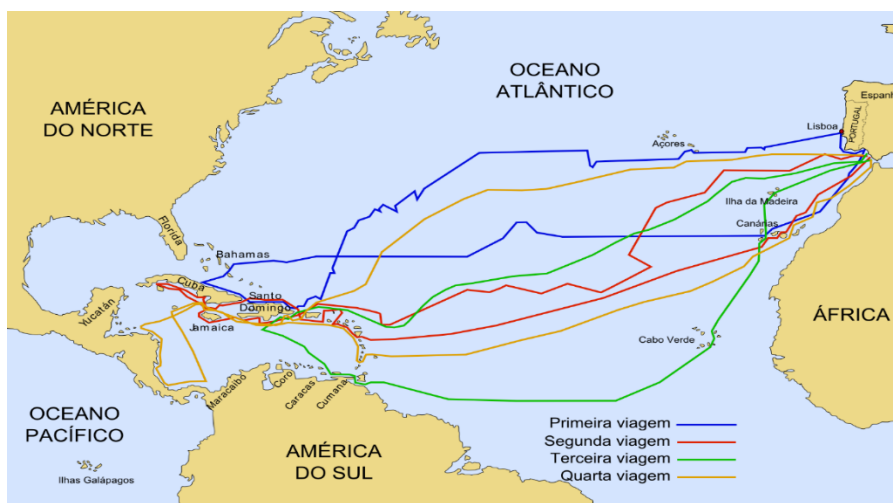 OCEANO
ATLÂNTICO
AMÉRICA
DO NORTE
Espanh
PORTUGAL
Lisboa
Açores
Ilha da Madeira
Canárias
Florida
Bahamas
Cuba
Santo
Domingo
Jamaica
Yucatán
ÁFRICA
Cabo Verde
Maracaibo
Coro
Caracas
Cumana
OCEANO
PACÍFICO
Ilhas Galápagos
AMÉRICA
DO SUL
Primeira viagem
Segunda viagem
Terceira viagem
Quarta viagem